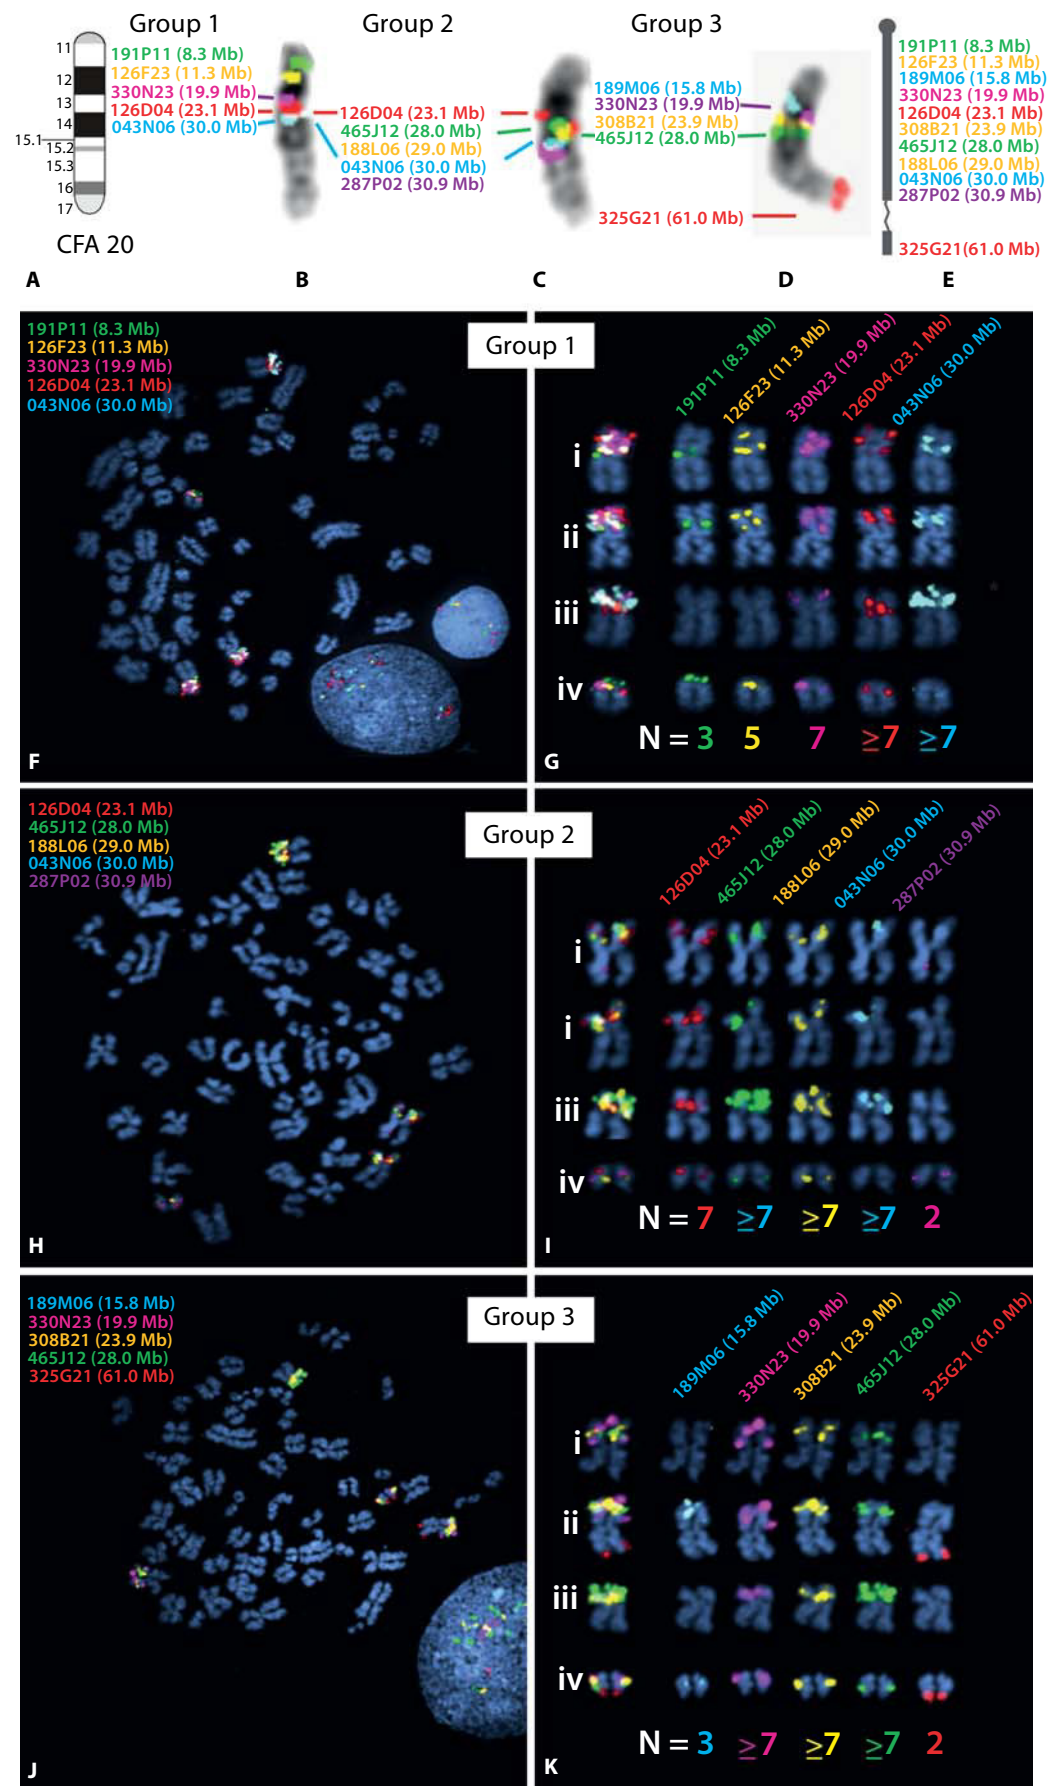 Group 1
Group 2
Group 3
11
12
13
14
15.1
15.2
15.3
16
17
CFA 20
191P11 (8.3 Mb)
126F23 (11.3 Mb)
330N23 (19.9 Mb)
126D04 (23.1 Mb)
043N06 (30.0 Mb)
126D04 (23.1 Mb)
465J12 (28.0 Mb)
188L06 (29.0 Mb)
043N06 (30.0 Mb)
287P02 (30.9 Mb)
189M06 (15.8 Mb)
330N23 (19.9 Mb)
308B21 (23.9 Mb)
465J12 (28.0 Mb)
325G21 (61.0 Mb)
191P11 (8.3 Mb)
126F23 (11.3 Mb)
189M06 (15.8 Mb)
330N23 (19.9 Mb)
126D04 (23.1 Mb)
308B21 (23.9 Mb)
465J12 (28.0 Mb)
188L06 (29.0 Mb)
043N06 (30.0 Mb)
287P02 (30.9 Mb)
325G21(61.0 Mb)
A B C D E
191P11 (8.3 Mb)
126F23 (11.3 Mb)
330N23 (19.9 Mb)
126D04 (23.1 Mb)
043N06 (30.0 Mb)
F
Group 1
191P11 (8.3 Mb)
126F23 (11.3 Mb)
330N23 (19.9 Mb)
126D04 (23.1 Mb)
043N06 (30.0 Mb)
i
ii
iii
iv
N = 3 5 7 ≥7 ≥7
G
126D04 (23.1 Mb)
465J12 (28.0 Mb)
188L06 (29.0 Mb)
043N06 (30.0 Mb)
287P02 (30.9 Mb)
H
Group 2
126D04 (23.1 Mb)
465J12 (28.0 Mb)
188L06 (29.0 Mb)
043N06 (30.0 Mb)
287P02 (30.9 Mb)
i
i
iii
iv
N = 7 ≥7 ≥7 ≥7 2
I
189M06 (15.8 Mb)
330N23 (19.9 Mb)
308B21 (23.9 Mb)
465J12 (28.0 Mb)
325G21 (61.0 Mb)
J
Group 3
189M06 (15.8 Mb)
330N23 (19.9 Mb)
308B21 (23.9 Mb)
465J12 (28.0 Mb)
325G21 (61.0 Mb)
i
ii
iii
iv
N = 3 ≥7 ≥7 ≥7 2
K